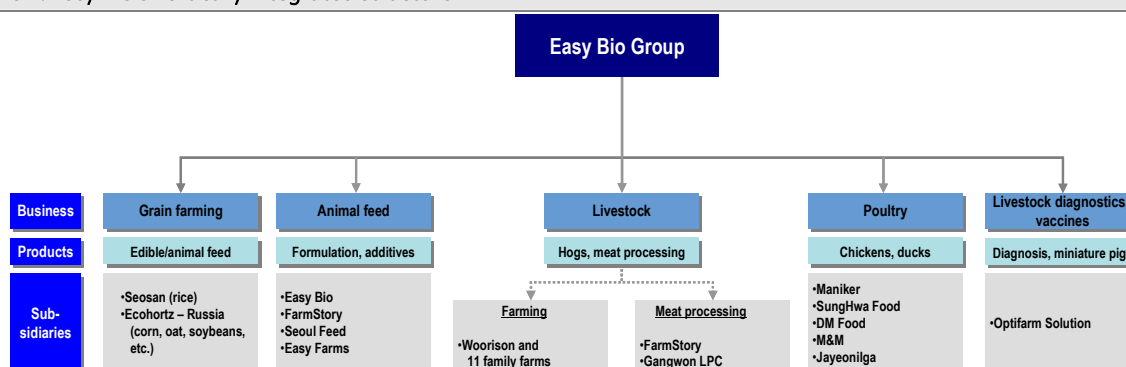 Easy Bio Group
Business
Grain farming
Animal feed
Livestock
Poultry
Livestock diagnostics
vaccines
Products
Edible/animal feed
Formulation, additives
Hogs, meat processing
Chickens, ducks
Diagnosis, miniature pig
Sub-
sidiaries
•Seosan (rice)
•Ecohortz – Russia
(corn, oat, soybeans,
etc.)
•Easy Bio
•FarmStory
•Seoul Feed
•Easy Farms
Farming
•Woorison and
11 family farms
Meat processing
•FarmStory
•Gangwon LPC
•Maniker
•SungHwa Food
•DM Food
•M&M
•Jayeonilga
•Optifarm Solution